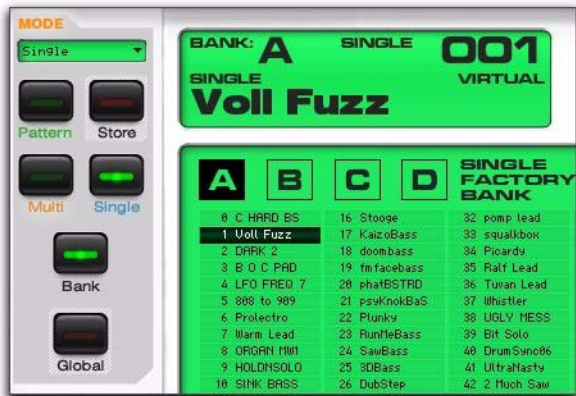 MODE
Single
Pattern
Store
Multi
Single
Bank
Global
BANK: A SINGLE 001
SINGLE VIRTUAL
Voll Fuzz
A B C D SINGLE FACTORY BANK
0 C HARD BS
1 Voll Fuzz
2 DARK 2
3 B O C PAD
4 LFO FREQ 7
5 808 to 909
6 Prolectro
7 Warm Lead
8 ORGAN MW1
9 HOLDNSOLO
10 SINK BASS
16 Stooge
17 KaizoBass
18 doombass
19 fmfacebass
20 phatBSTRD
21 psyKnokBaS
22 Plunky
23 RunMeBass
24 SawBass
25 3DBass
26 DubStep
32 pomp lead
33 squalkbox
34 Picardy
35 Ralf Lead
36 Tuvan Lead
37 Whistler
38 UGLY MESS
39 Bit Solo
40 DrumSync06
41 UltraNasty
42 2 Much Saw